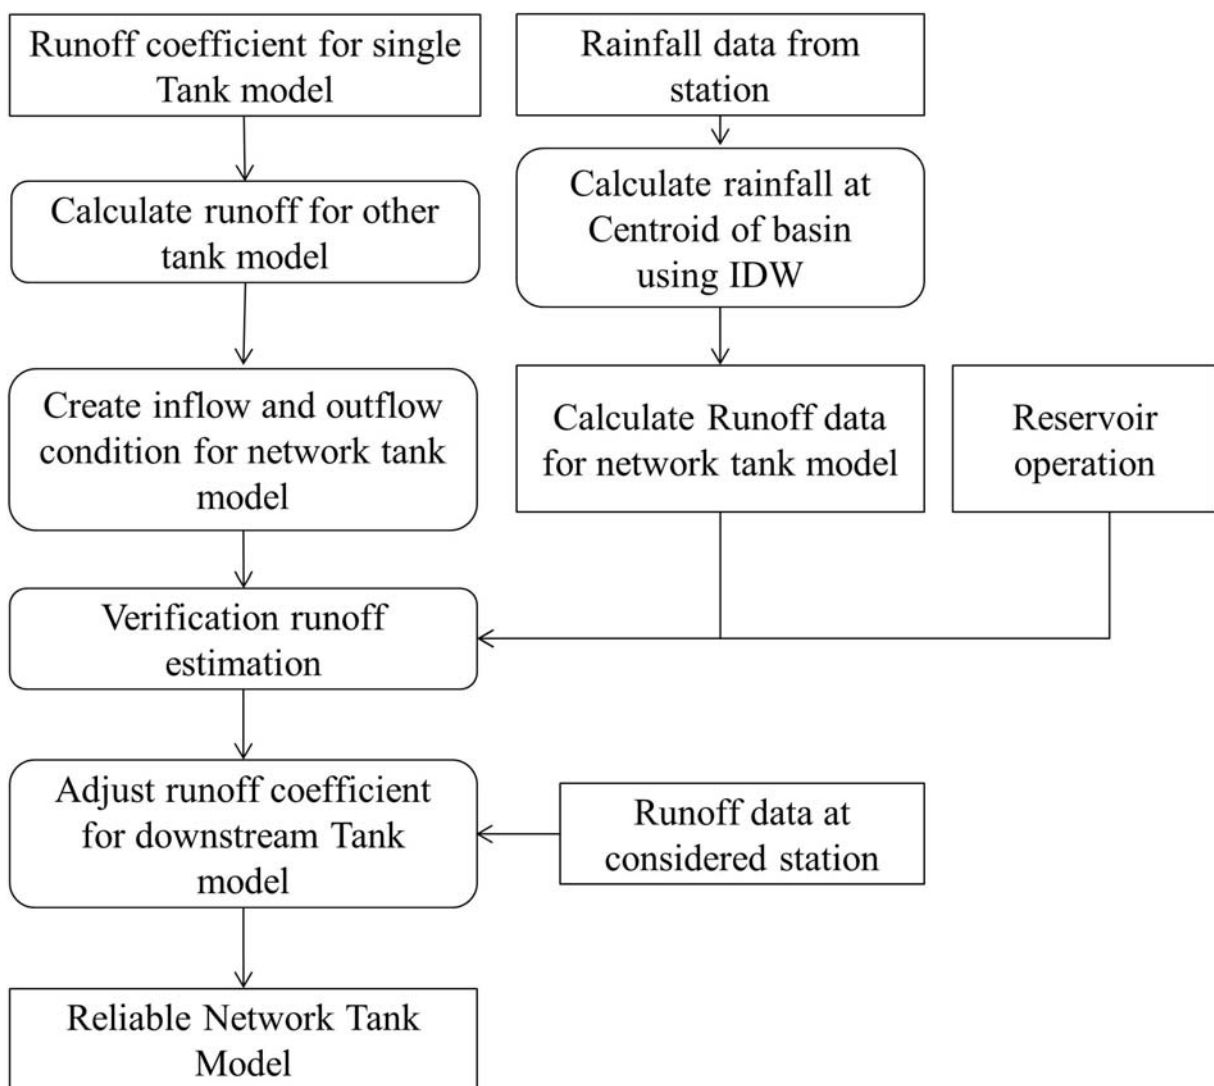 Runoff coefficient for single
Tank model
Rainfall data from
station
Calculate runoff for other
tank model
Calculate rainfall at
Centroid of basin
using IDW
Create inflow and outflow
condition for network tank
model
Calculate Runoff data
for network tank model
Reservoir
operation
Verification runoff
estimation
Adjust runoff coefficient
for downstream Tank
model
Runoff data at
considered station
Reliable Network Tank
Model